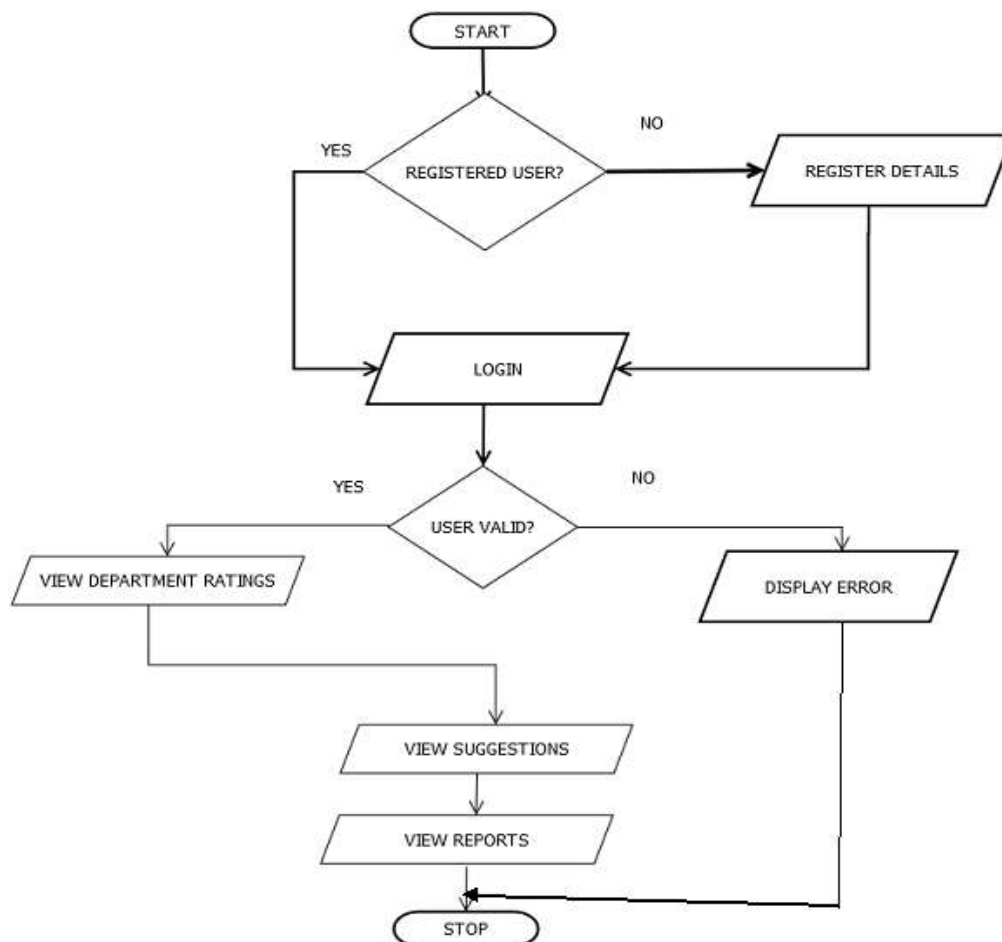 START
NO
YES
REGISTERED USER?
REGISTER DETAILS
LOGIN
YES
NO
USER VALID?
VIEW DEPARTMENT RATINGS
DISPLAY ERROR
VIEW SUGGESTIONS
VIEW REPORTS
STOP